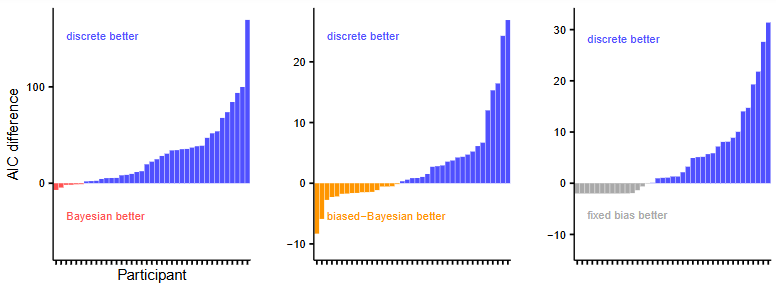 discrete better
100
0
Bayesian better
AIC difference
Participant
discrete better
20
10
0
−10
biased−Bayesian better
discrete better
30
20
10
0
−10
fixed bias better